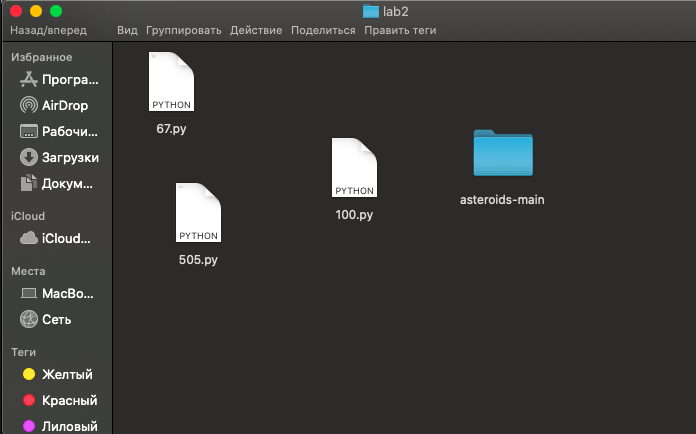 lab2
Назад/вперед Вид Группировать Действие Поделиться Править теги
Избранное
Програ...
AirDrop
Рабочи...
Загрузки
Докум...
iCloud
iCloud...
Места
MacBo...
Сеть
Теги
Желтый
Красный
Лиловый
PYTHON
67.py
PYTHON
100.py
asteroids-main
PYTHON
505.py